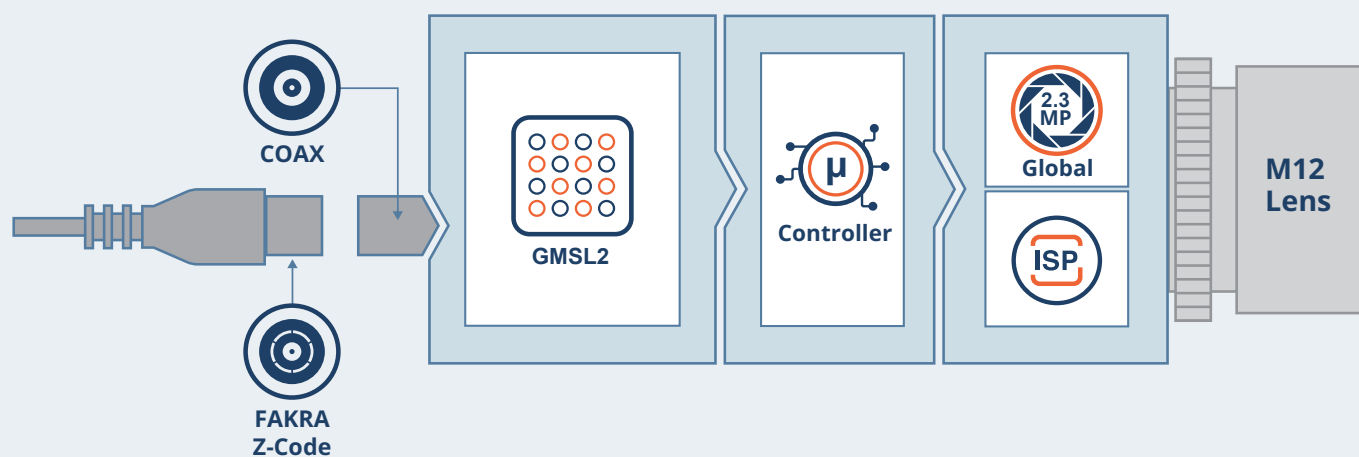 COAX
FAKRA
Z-Code
GMSL2
µ
Controller
2.3
MP
Global
ISP
M12
Lens